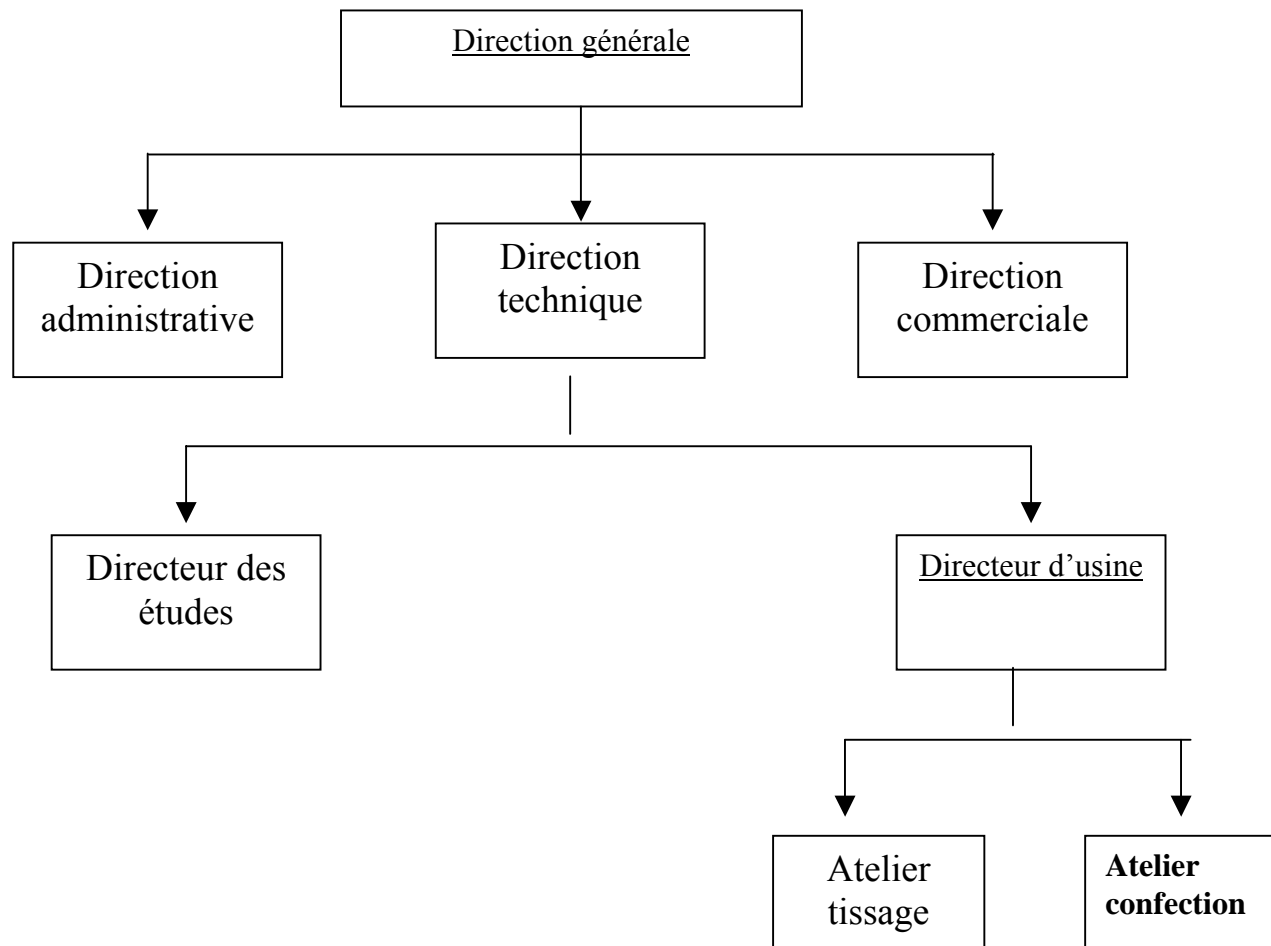 Direction générale
Direction
administrative
Direction
technique
Direction
commerciale
Directeur des
études
Directeur d’usine
Atelier
tissage
Atelier
confection